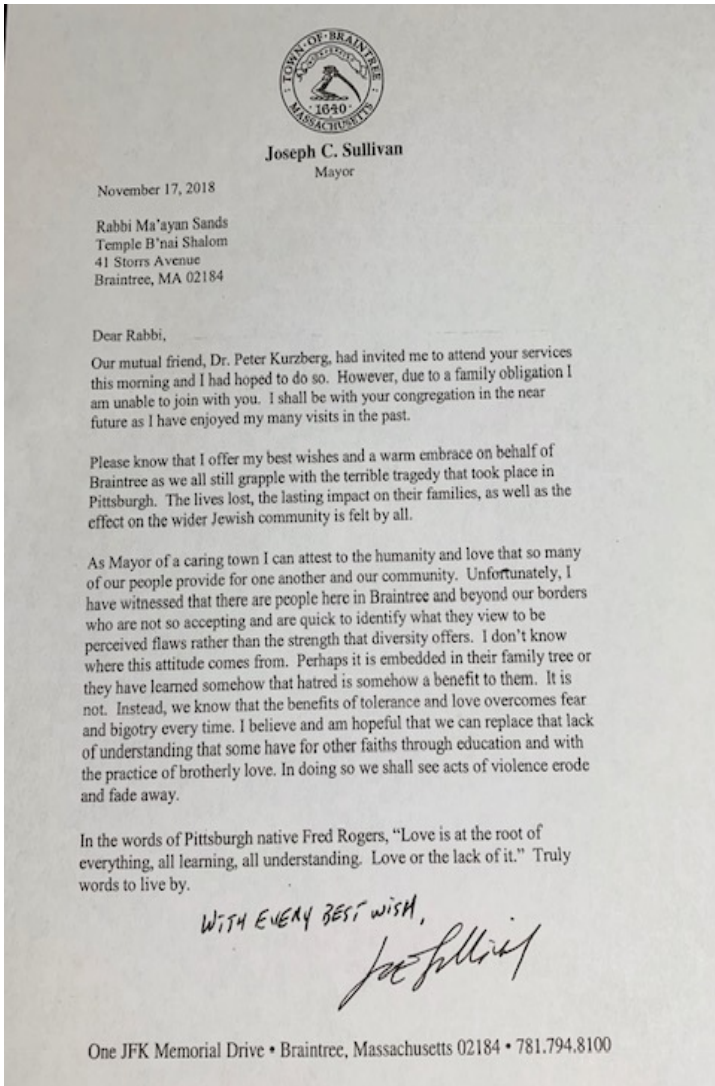 TOWN OF BRAINTREE
1640
MASSACHUSETTS
Joseph C. Sullivan
Mayor
November 17, 2018
Rabbi Ma'ayan Sands
Temple B'nai Shalom
41 Storrs Avenue
Braintree, MA 02184
Dear Rabbi,
Our mutual friend, Dr. Peter Kurzberg, had invited me to attend your services
this morning and I had hoped to do so. However, due to a family obligation I
am unable to join with you. I shall be with your congregation in the near
future as I have enjoyed my many visits in the past.
Please know that I offer my best wishes and a warm embrace on behalf of
Braintree as we all still grapple with the terrible tragedy that took place in
Pittsburgh. The lives lost, the lasting impact on their families, as well as the
effect on the wider Jewish community is felt by all.
As Mayor of a caring town I can attest to the humanity and love that so many
of our people provide for one another and our community. Unfortunately, I
have witnessed that there are people here in Braintree and beyond our borders
who are not so accepting and are quick to identify what they view to be
perceived flaws rather than the strength that diversity offers. I don't know
where this attitude comes from. Perhaps it is embedded in their family tree or
they have learned somehow that hatred is somehow a benefit to them. It is
not. Instead, we know that the benefits of tolerance and love overcomes fear
and bigotry every time. I believe and am hopeful that we can replace that lack
of understanding that some have for other faiths through education and with
the practice of brotherly love. In doing so we shall see acts of violence erode
and fade away.
In the words of Pittsburgh native Fred Rogers, “Love is at the root of
everything, all learning, all understanding. Love or the lack of it.” Truly
words to live by.
WITH EVERY BEST WISH,
Joe Sullivan
One JFK Memorial Drive • Braintree, Massachusetts 02184 • 781.794.8100